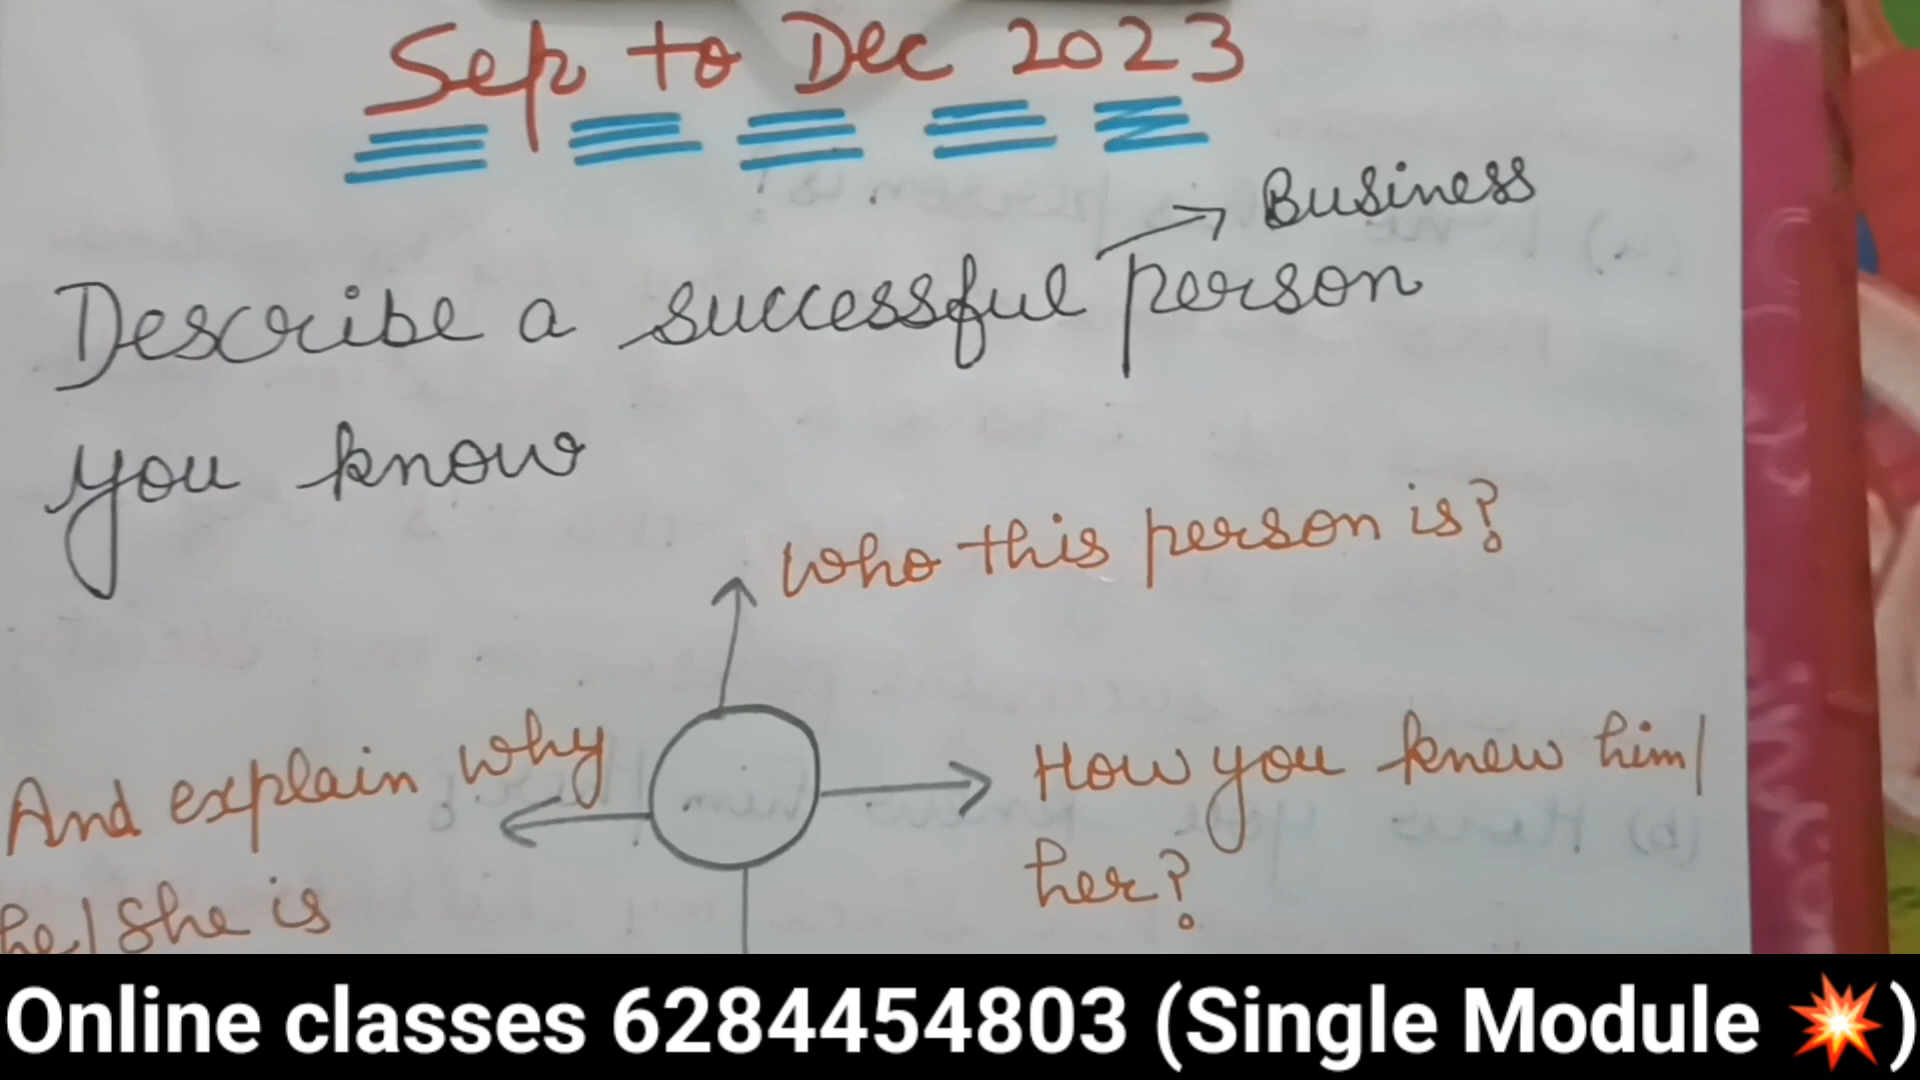 Sep to Dec 2023
Business
Describe a successful person
you know
Who this person is?
And explain why
he/she is
How you knew him/
her?
Online classes 6284454803 (Single Module 💥)